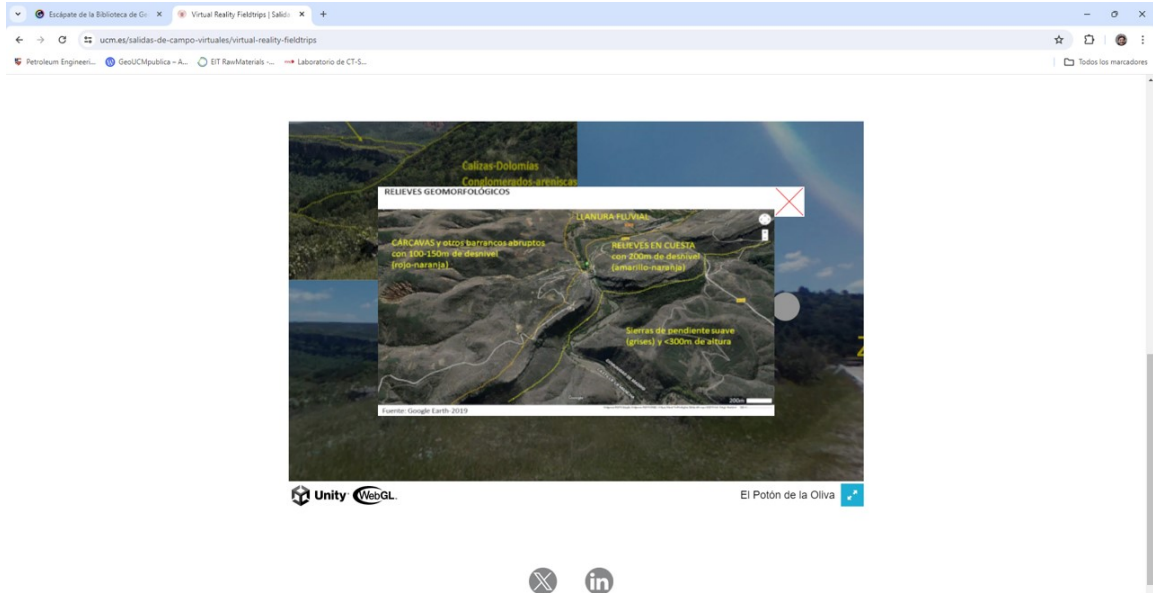 Escápate de la Biblioteca de Ge
Virtual Reality Fieldtrips | Salida
ucm.es/salidas-de-campo-virtuales/virtual-reality-fieldtrips
Petroleum Engineeri...
GeoUCMpublica – A...
EIT RawMaterials -...
Laboratorio de CT-S...
Todos los marcadores
Calizas-Dolomías
Conglomerados-areniscas
RELIEVES GEOMORFOLÓGICOS
LLANURA FLUVIAL
CÁRCAVAS y otros barrancos abruptos
con 100-150m de desnivel
(rojo-naranja)
RELIEVES EN CUESTA
con 200m de desnivel
(amarillo-naranja)
Sierras de pendiente suave
(grises) y <300m de altura
200m
Fuente: Google Earth-2019
Unity WebGL.
El Potón de la Oliva
X
in